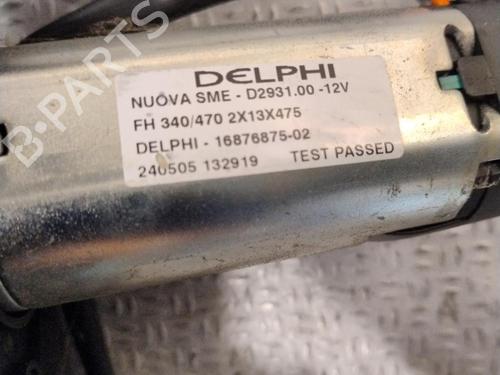 B-PARTS
DELPHI
NUOVA SME - D2931.00 -12V
FH 340/470 2X13X475
DELPHI - 16876875-02
240505 132919 TEST PASSED